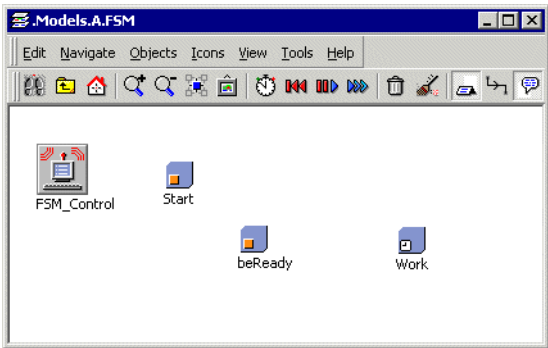 .Models.A.FSM
Edit Navigate Objects Icons View Tools Help
FSM_Control
Start
beReady
Work